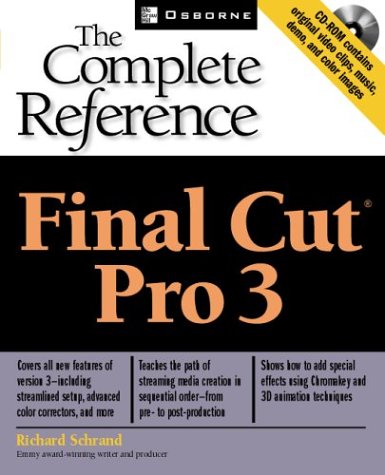 Mc
Graw
Hill
OSBORNE
CD-ROM contains
original video clips, music,
demo, and color images
The
Complete
Reference
Final Cut®
Pro 3
Covers all new features of
version 3–including
streamlined setup, advanced
color correctors, and more
Teaches the path of
streaming media creation in
sequential order–from
pre- to post-production
Shows how to add special
effects using Chromakey and
3D animation techniques
Richard Schrand
Emmy award-winning writer and producer